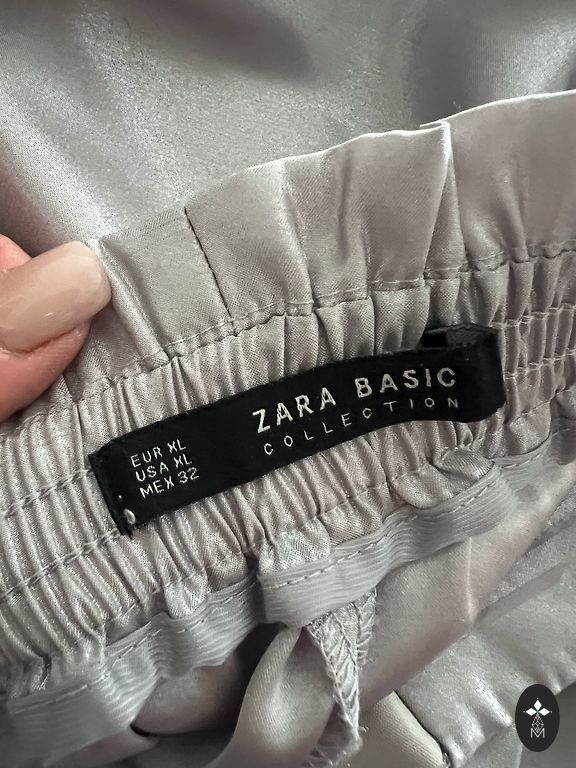 ZARA BASIC
COLLECTION
EUR XL
USA XL
MEX 32